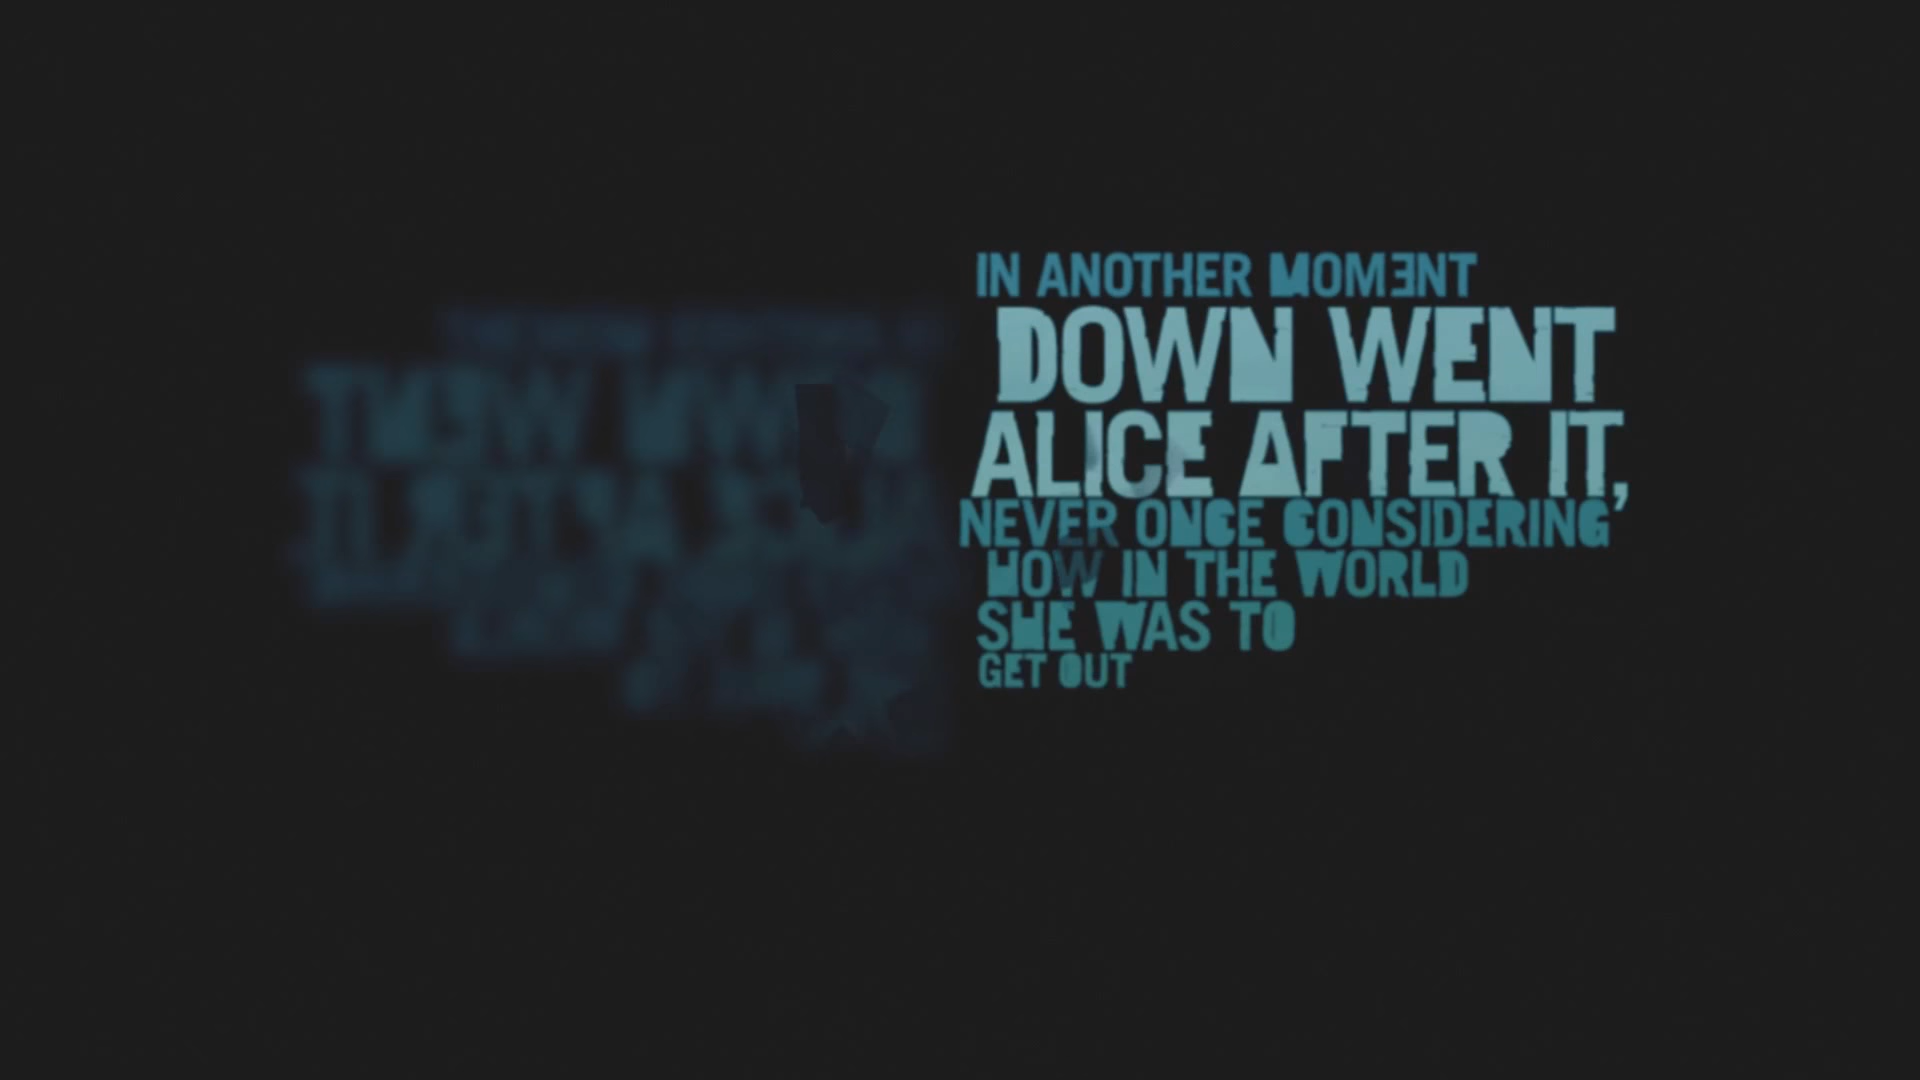 IN ANOTHER MOMENT
DOWN WENT
ALICE AFTER IT,
NEVER ONCE CONSIDERING
HOW IN THE WORLD
SHE WAS TO
GET OUT